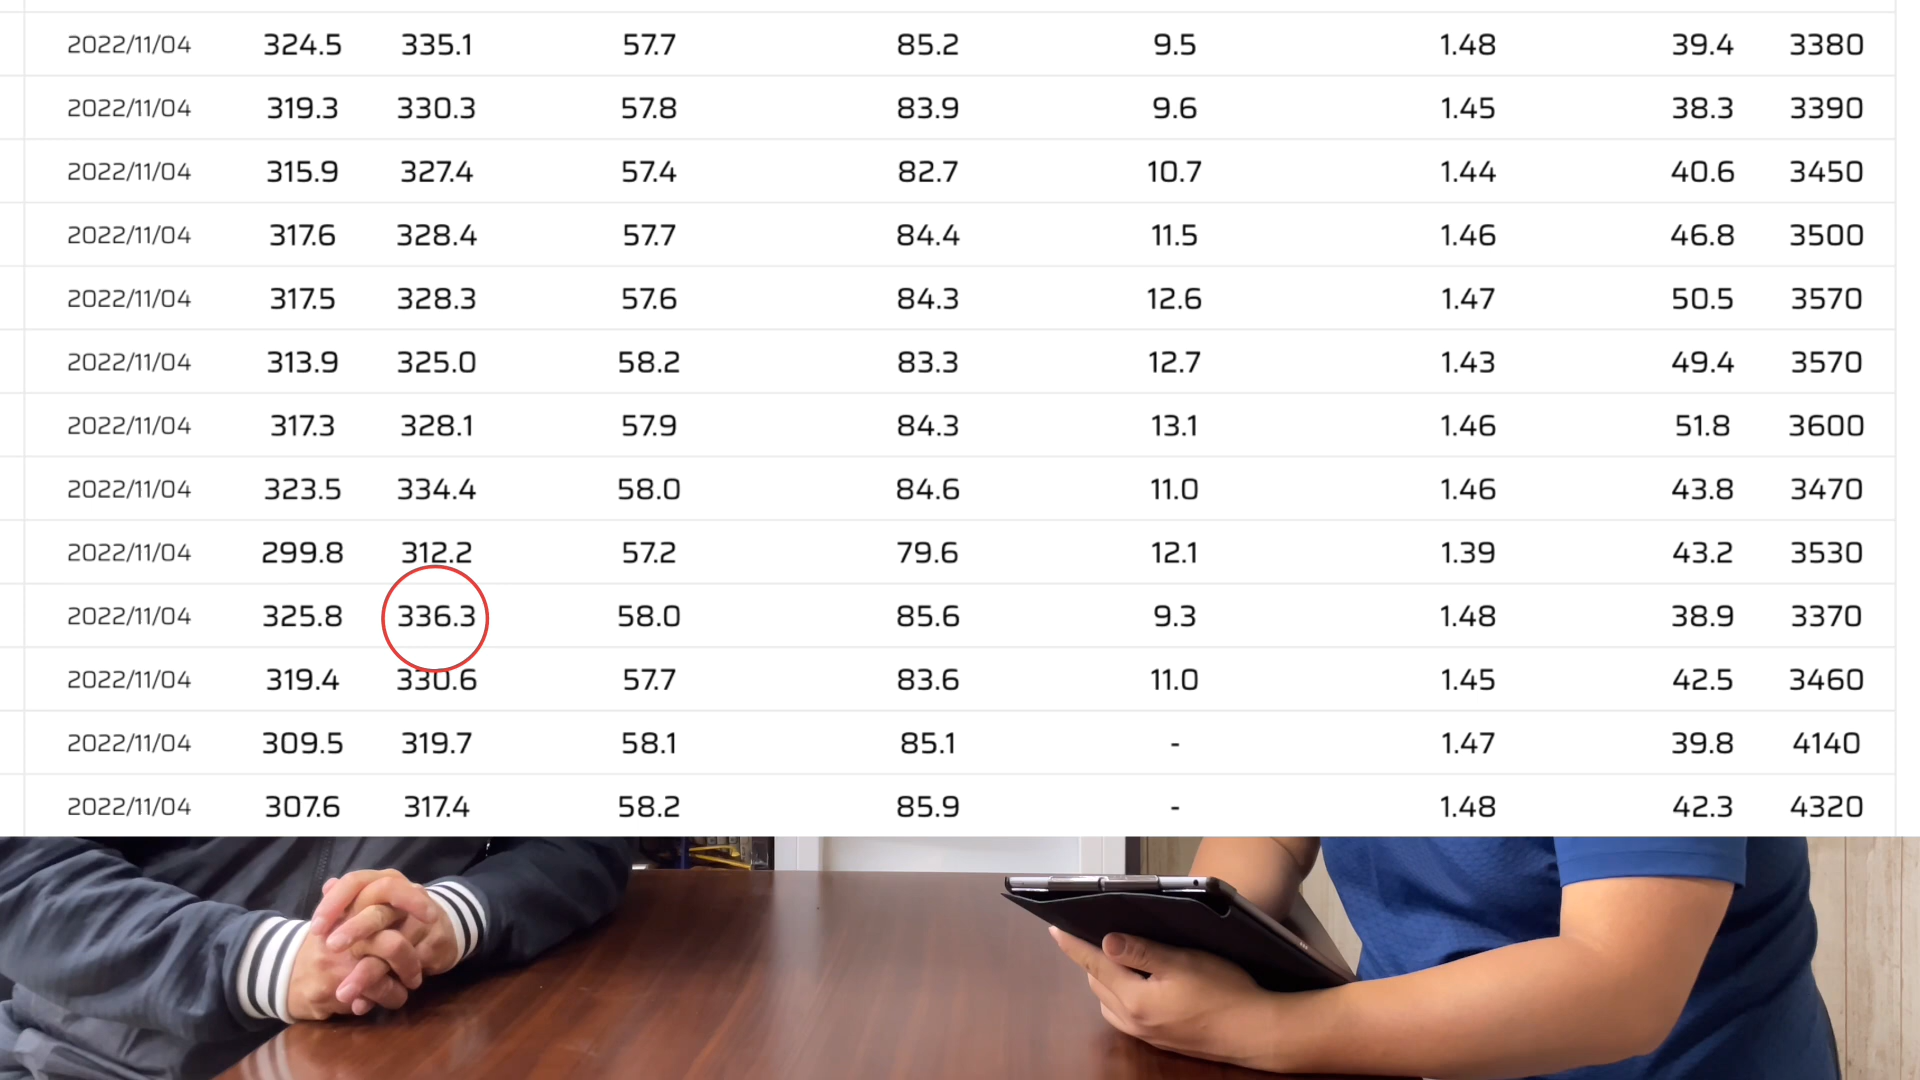 2022/11/04 324.5 335.1 57.7 85.2 9.5 1.48 39.4 3380
2022/11/04 319.3 330.3 57.8 83.9 9.6 1.45 38.3 3390
2022/11/04 315.9 327.4 57.4 82.7 10.7 1.44 40.6 3450
2022/11/04 317.6 328.4 57.7 84.4 11.5 1.46 46.8 3500
2022/11/04 317.5 328.3 57.6 84.3 12.6 1.47 50.5 3570
2022/11/04 313.9 325.0 58.2 83.3 12.7 1.43 49.4 3570
2022/11/04 317.3 328.1 57.9 84.3 13.1 1.46 51.8 3600
2022/11/04 323.5 334.4 58.0 84.6 11.0 1.46 43.8 3470
2022/11/04 299.8 312.2 57.2 79.6 12.1 1.39 43.2 3530
2022/11/04 325.8 336.3 58.0 85.6 9.3 1.48 38.9 3370
2022/11/04 319.4 330.6 57.7 83.6 11.0 1.45 42.5 3460
2022/11/04 309.5 319.7 58.1 85.1 - 1.47 39.8 4140
2022/11/04 307.6 317.4 58.2 85.9 - 1.48 42.3 4320